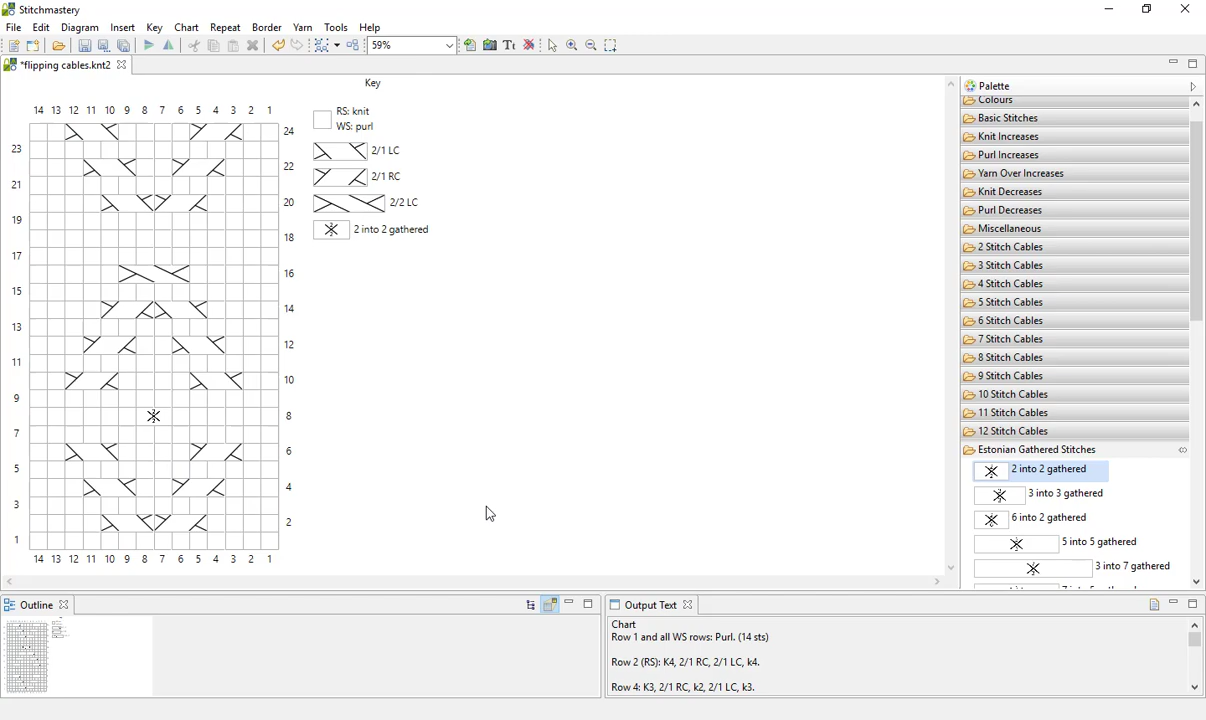 Stitchmastery
File Edit Diagram Insert Key Chart Repeat Border Yarn Tools Help
59%
*flipping cables.knt2
Key
14 13 12 11 10 9 8 7 6 5 4 3 2 1
RS: knit
WS: purl
24
23
2/1 LC
22
2/1 RC
21
20
2/2 LC
19
2 into 2 gathered
18
17
16
15
14
13
12
11
10
9
8
7
6
5
4
3
2
1
14 13 12 11 10 9 8 7 6 5 4 3 2 1
Palette
Colours
Basic Stitches
Knit Increases
Purl Increases
Yarn Over Increases
Knit Decreases
Purl Decreases
Miscellaneous
2 Stitch Cables
3 Stitch Cables
4 Stitch Cables
5 Stitch Cables
6 Stitch Cables
7 Stitch Cables
8 Stitch Cables
9 Stitch Cables
10 Stitch Cables
11 Stitch Cables
12 Stitch Cables
Estonian Gathered Stitches
2 into 2 gathered
3 into 3 gathered
6 into 2 gathered
5 into 5 gathered
3 into 7 gathered
Outline
Output Text
Chart
Row 1 and all WS rows: Purl. (14 sts)
Row 2 (RS): K4, 2/1 RC, 2/1 LC, k4.
Row 4: K3, 2/1 RC, k2, 2/1 LC, k3.